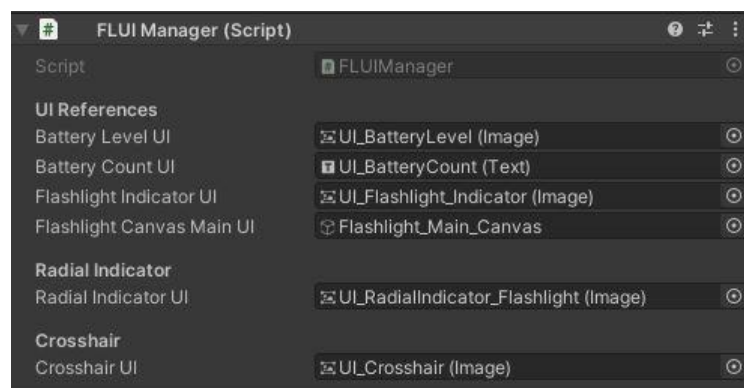 FLUI Manager (Script)
Script FLUIManager
UI References
Battery Level UI UI_BatteryLevel (Image)
Battery Count UI UI_BatteryCount (Text)
Flashlight Indicator UI UI_Flashlight_Indicator (Image)
Flashlight Canvas Main UI Flashlight_Main_Canvas
Radial Indicator
Radial Indicator UI UI_RadialIndicator_Flashlight (Image)
Crosshair
Crosshair UI UI_Crosshair (Image)